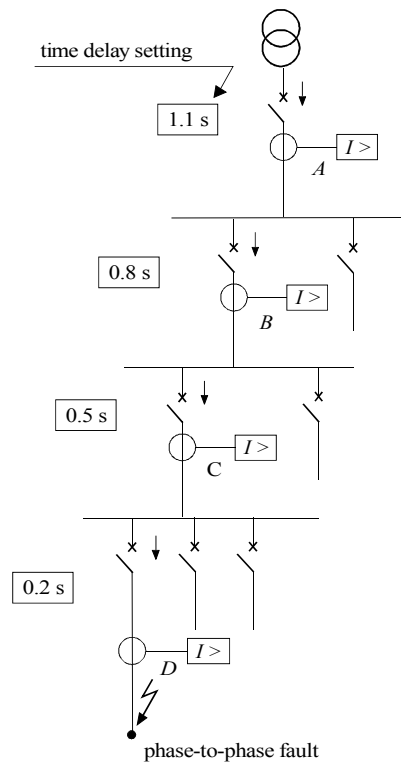 time delay setting
1.1 s
I >
A
0.8 s
I >
B
0.5 s
I >
C
0.2 s
I >
D
phase-to-phase fault